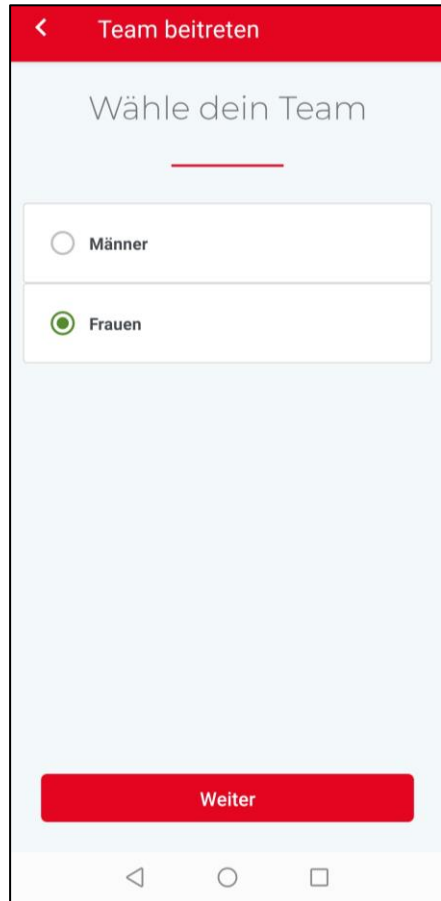 Team beitreten
Wähle dein Team
Männer
Frauen
Weiter